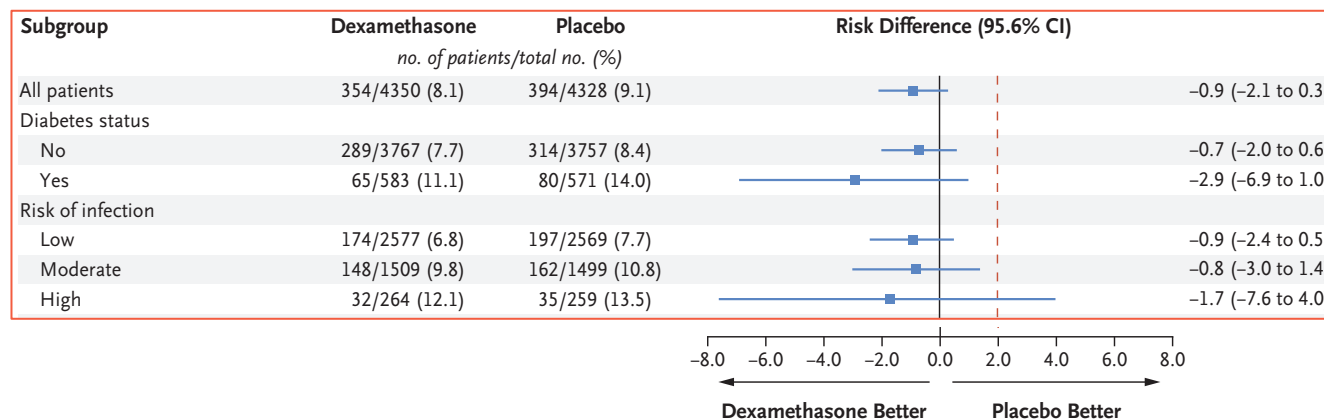 Subgroup Dexamethasone Placebo Risk Difference (95.6% CI)
no. of patients/total no. (%)
All patients 354/4350 (8.1) 394/4328 (9.1) –0.9 (–2.1 to 0.3
Diabetes status
No 289/3767 (7.7) 314/3757 (8.4) –0.7 (–2.0 to 0.6
Yes 65/583 (11.1) 80/571 (14.0) –2.9 (–6.9 to 1.0
Risk of infection
Low 174/2577 (6.8) 197/2569 (7.7) –0.9 (–2.4 to 0.5
Moderate 148/1509 (9.8) 162/1499 (10.8) –0.8 (–3.0 to 1.4
High 32/264 (12.1) 35/259 (13.5) –1.7 (–7.6 to 4.0
–8.0 –6.0 –4.0 –2.0 0.0 2.0 4.0 6.0 8.0
Dexamethasone Better Placebo Better